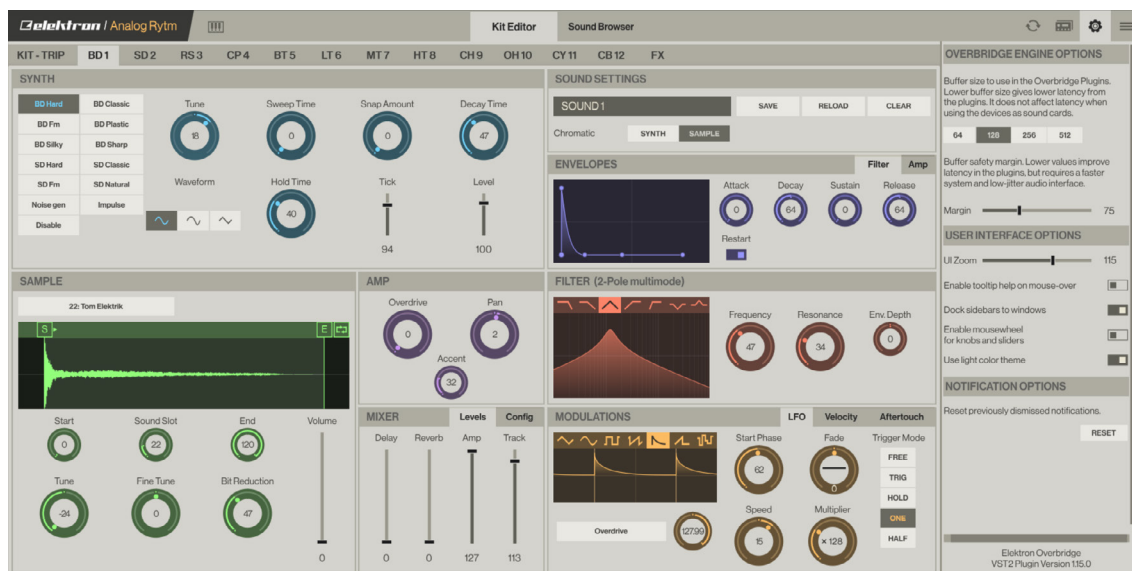 elektron / Analog Rytm
Kit Editor
Sound Browser
KIT - TRIP
BD 1
SD 2
RS 3
CP 4
BT 5
LT 6
MT 7
HT 8
CH 9
OH 10
CY 11
CB 12
FX
SYNTH
BD Hard
BD Classic
BD Fm
BD Plastic
BD Silky
BD Sharp
SD Hard
SD Classic
SD Fm
SD Natural
Noise gen
Impulse
Disable
Tune
18
Sweep Time
0
Snap Amount
0
Decay Time
47
Waveform
Hold Time
40
Tick
94
Level
100
SOUND SETTINGS
SOUND 1
SAVE
RELOAD
CLEAR
Chromatic
SYNTH
SAMPLE
ENVELOPES
Filter
Amp
Attack
0
Decay
64
Sustain
0
Release
64
Restart
SAMPLE
22: Tom Elektrik
S
E
Start
0
Sound Slot
22
End
120
Volume
0
Tune
-24
Fine Tune
0
Bit Reduction
47
AMP
Overdrive
0
Pan
2
Accent
32
MIXER
Levels
Config
Delay
0
Reverb
0
Amp
127
Track
113
FILTER (2-Pole multimode)
Frequency
47
Resonance
34
Env. Depth
0
MODULATIONS
LFO
Velocity
Aftertouch
Start Phase
62
Fade
0
Trigger Mode
FREE
TRIG
HOLD
ONE
HALF
Overdrive
127.99
Speed
15
Multiplier
× 128
OVERBRIDGE ENGINE OPTIONS
Buffer size to use in the Overbridge Plugins.
Lower buffer size gives lower latency from
the plugins. It does not affect latency when
using the devices as sound cards.
64
128
256
512
Buffer safety margin. Lower values improve
latency in the plugins, but requires a faster
system and low-jitter audio interface.
Margin
75
USER INTERFACE OPTIONS
UI Zoom
115
Enable tooltip help on mouse-over
Dock sidebars to windows
Enable mousewheel
for knobs and sliders
Use light color theme
NOTIFICATION OPTIONS
Reset previously dismissed notifications.
RESET
Elektron Overbridge
VST2 Plugin Version 1.15.0